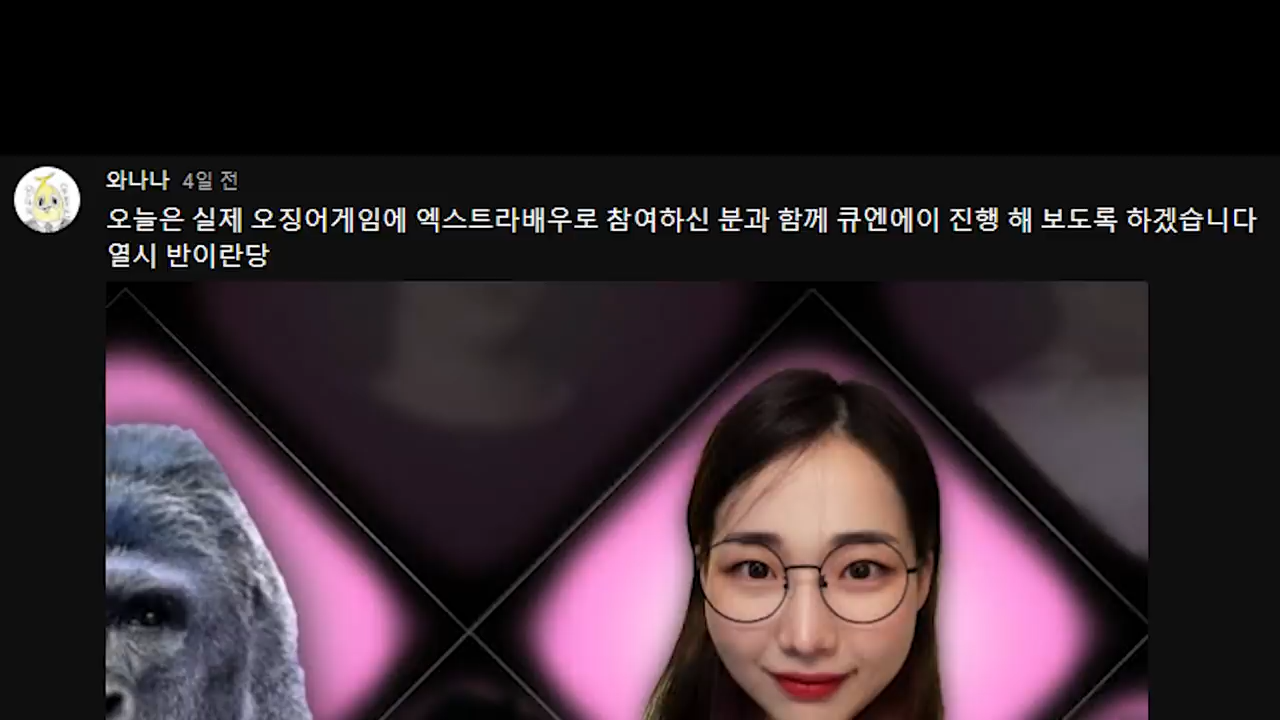 와나나 4일 전
오늘은 실제 오징어게임에 엑스트라배우로 참여하신 분과 함께 큐엔에이 진행 해 보도록 하겠습니다
열시 반이란당